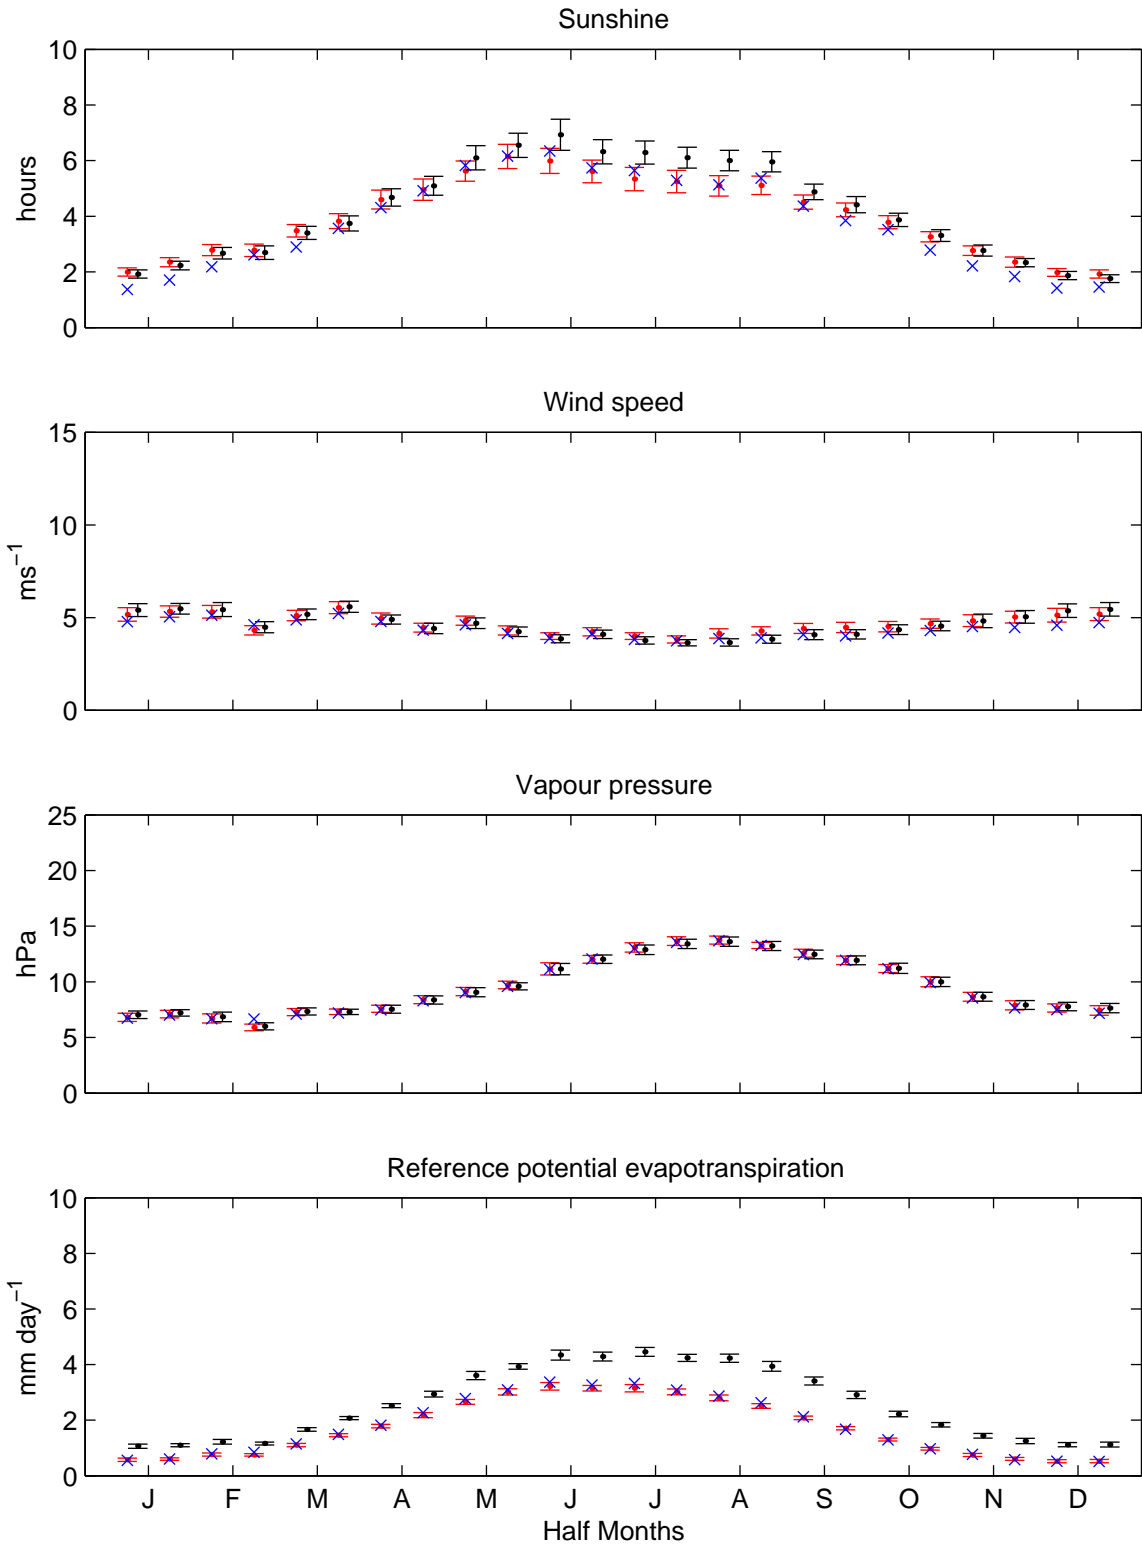 Sunshine
10
8
6
4
2
0
hours
Wind speed
15
10
5
0
ms⁻¹
Vapour pressure
25
20
15
10
5
0
hPa
Reference potential evapotranspiration
10
8
6
4
2
0
mm day⁻¹
J F M A M J J A S O N D
Half Months